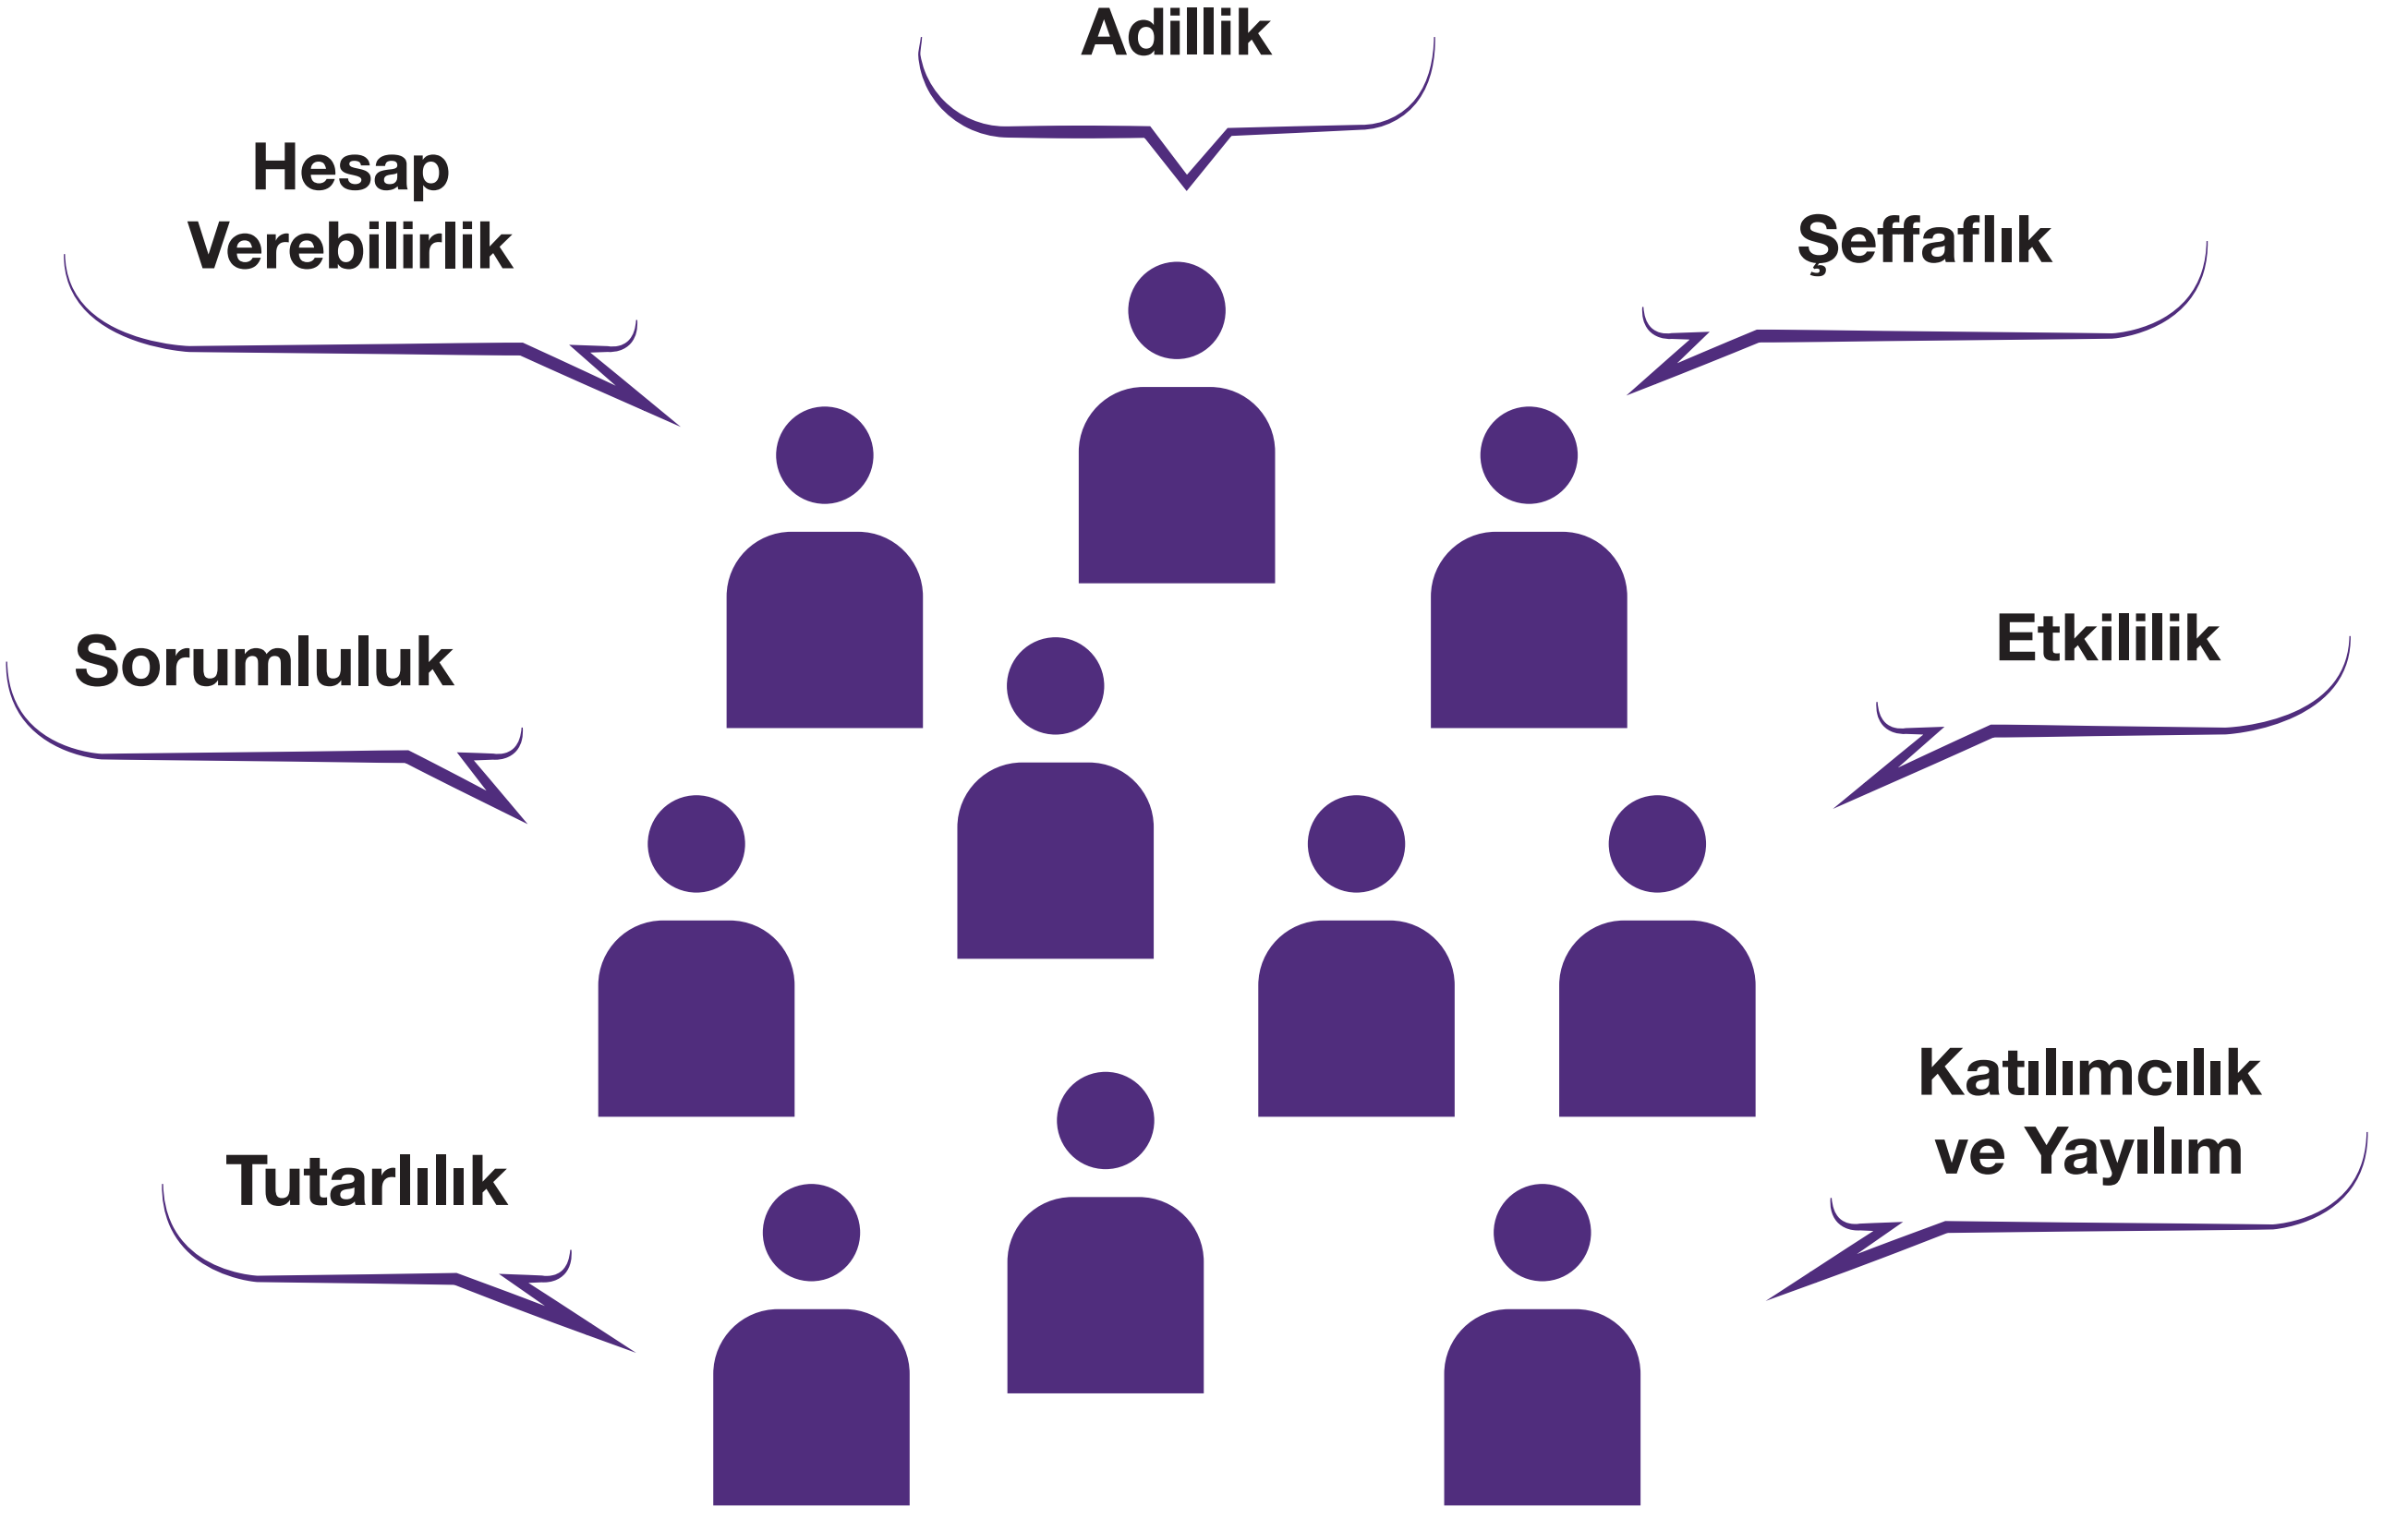 Adillik
Hesap
Verebilirlik
Şeffaflık
Sorumluluk
Etkililik
Tutarlılık
Katılımcılık
ve Yayılım